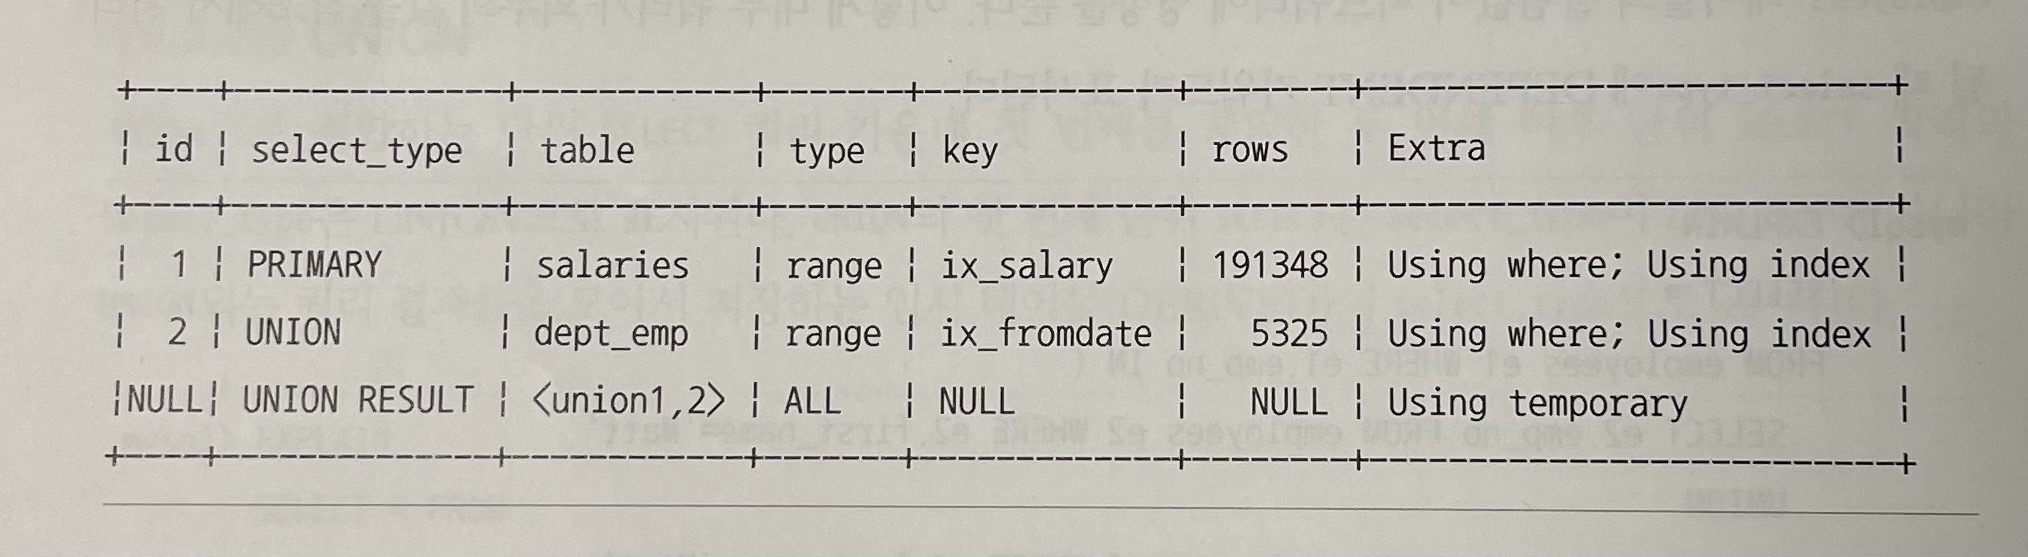 +----+--------------+------------+-------+-------------+--------+--------------------------+
| id | select_type | table | type | key | rows | Extra |
+----+--------------+------------+-------+-------------+--------+--------------------------+
| 1 | PRIMARY | salaries | range | ix_salary | 191348 | Using where; Using index |
| 2 | UNION | dept_emp | range | ix_fromdate | 5325 | Using where; Using index |
|NULL| UNION RESULT | <union1,2> | ALL | NULL | NULL | Using temporary |
+----+--------------+------------+-------+-------------+--------+--------------------------+